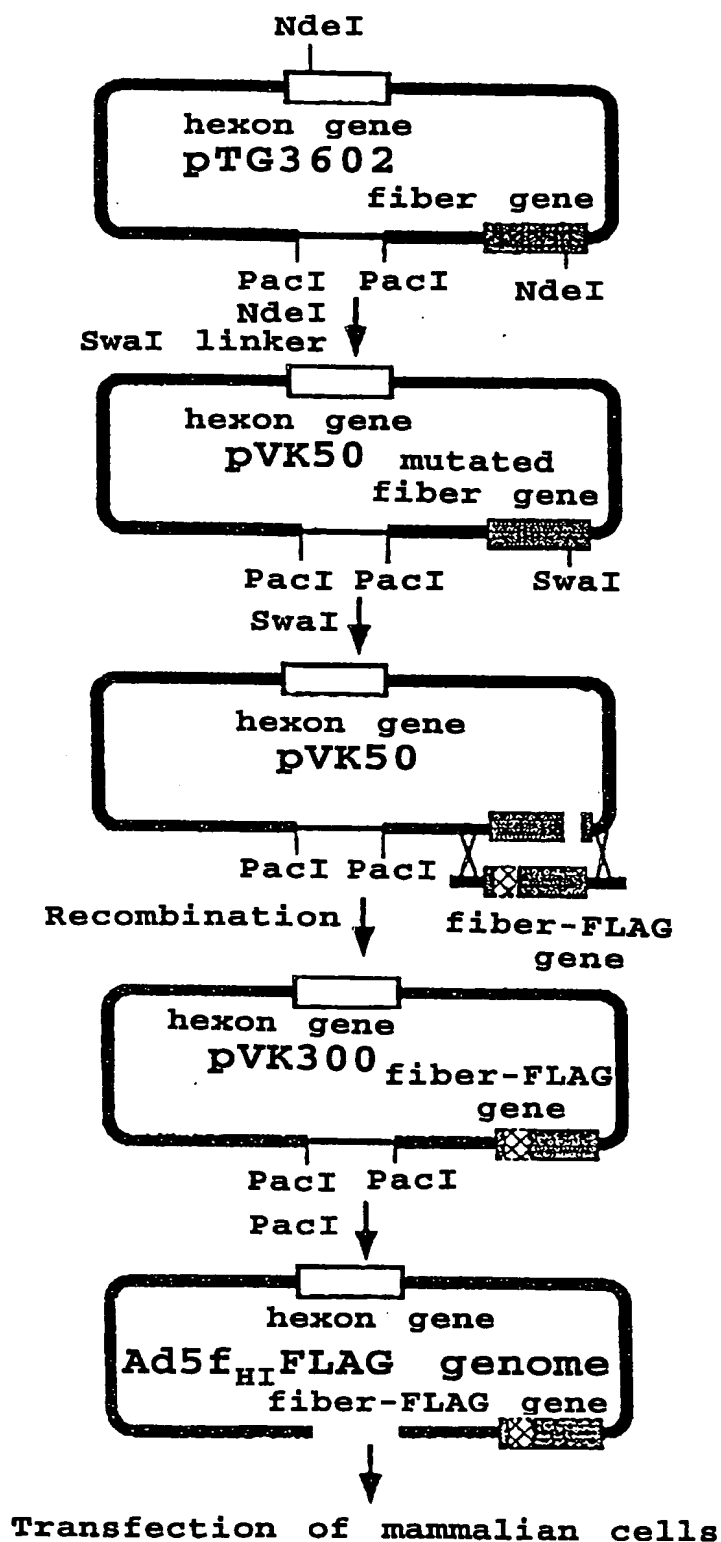 NdeI
hexon gene
pTG3602
fiber gene
PacI PacI
NdeI
NdeI
SwaI linker
hexon gene
pVK50 mutated
fiber gene
PacI PacI
SwaI
SwaI
hexon gene
pVK50
PacI PacI
Recombination
fiber-FLAG
gene
hexon gene
pVK300
fiber-FLAG
gene
PacI PacI
PacI
hexon gene
Ad5fHIFLAG genome
fiber-FLAG gene
Transfection of mammalian cells